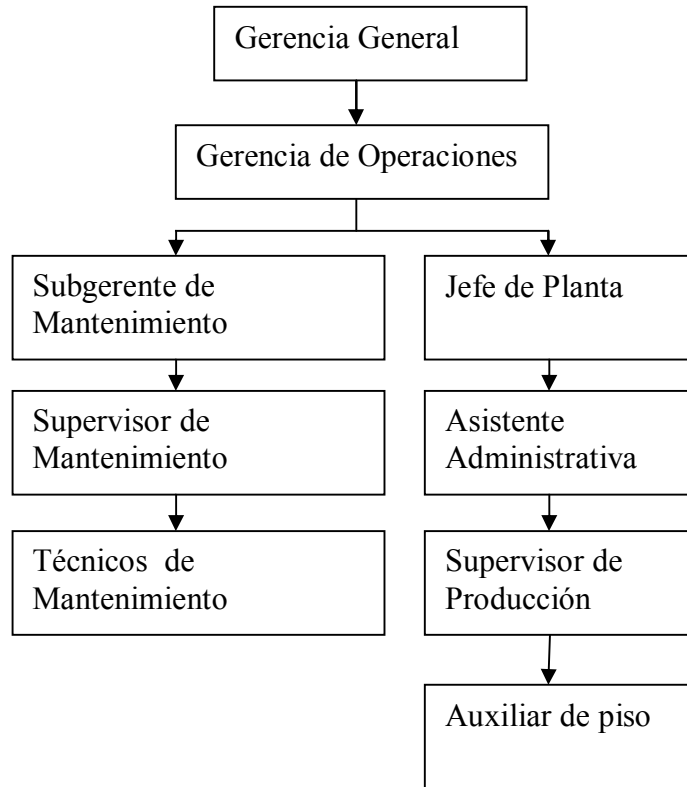 Gerencia General
Gerencia de Operaciones
Subgerente de
Mantenimiento
Jefe de Planta
Supervisor de
Mantenimiento
Asistente
Administrativa
Técnicos  de
Mantenimiento
Supervisor de
Producción
Auxiliar de piso